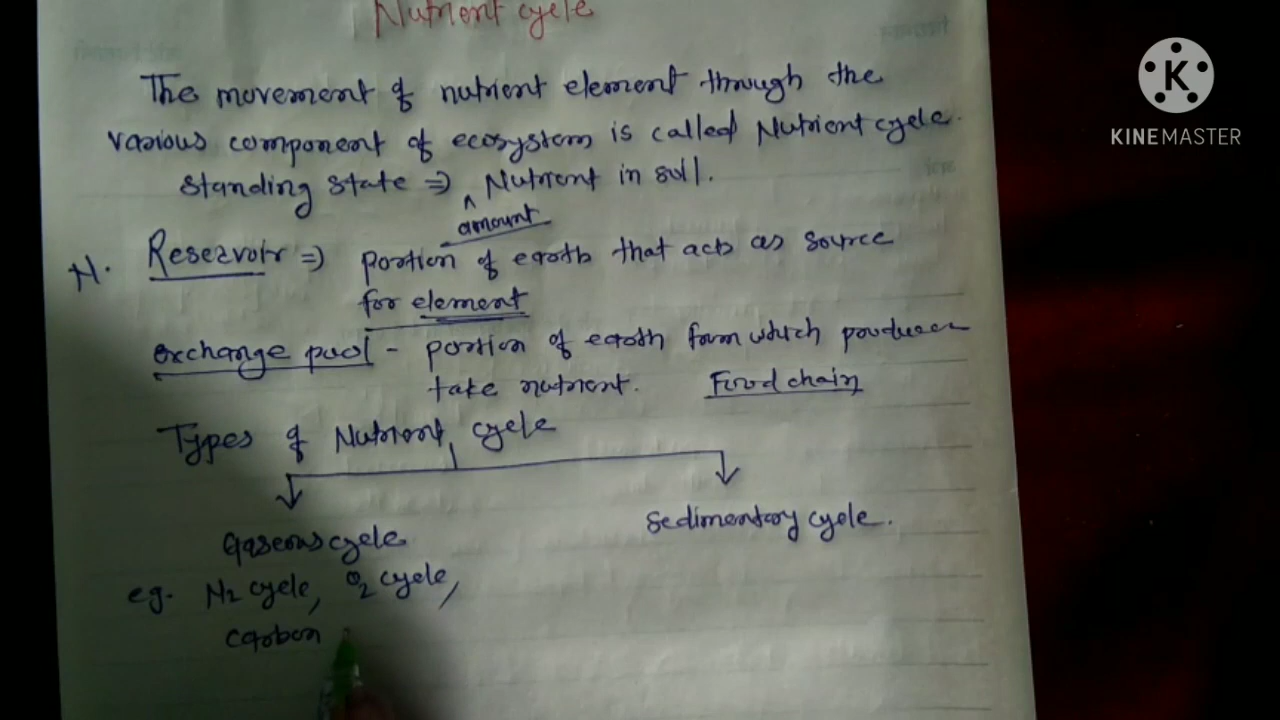 Nutrient cycle
The movement of nutrient element through the
various component of ecosystem is called Nutrient cycle.
standing state ⇒ ^ Nutrient in soil.
amount
N. Reservoir ⇒ portion of earth that acts as source
for element
exchange pool - portion of earth form which producer
take nutrient. Food chain
Types of Nutrient cycle
Gaseous cycle
sedimentary cycle.
eg. N2 cycle, O2 cycle,
carbon
K
KINEMASTER